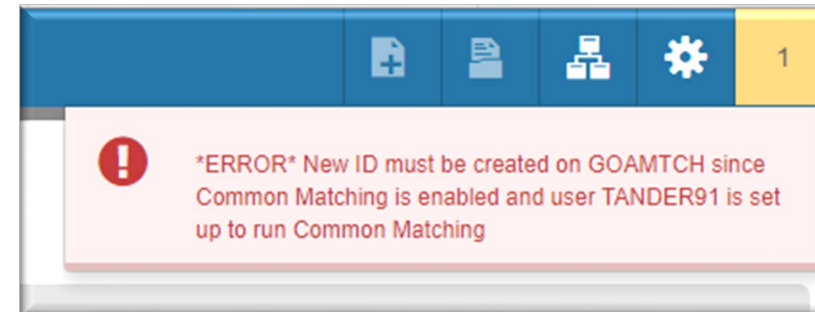 1
*ERROR* New ID must be created on GOAMTCH since
Common Matching is enabled and user TANDER91 is set
up to run Common Matching